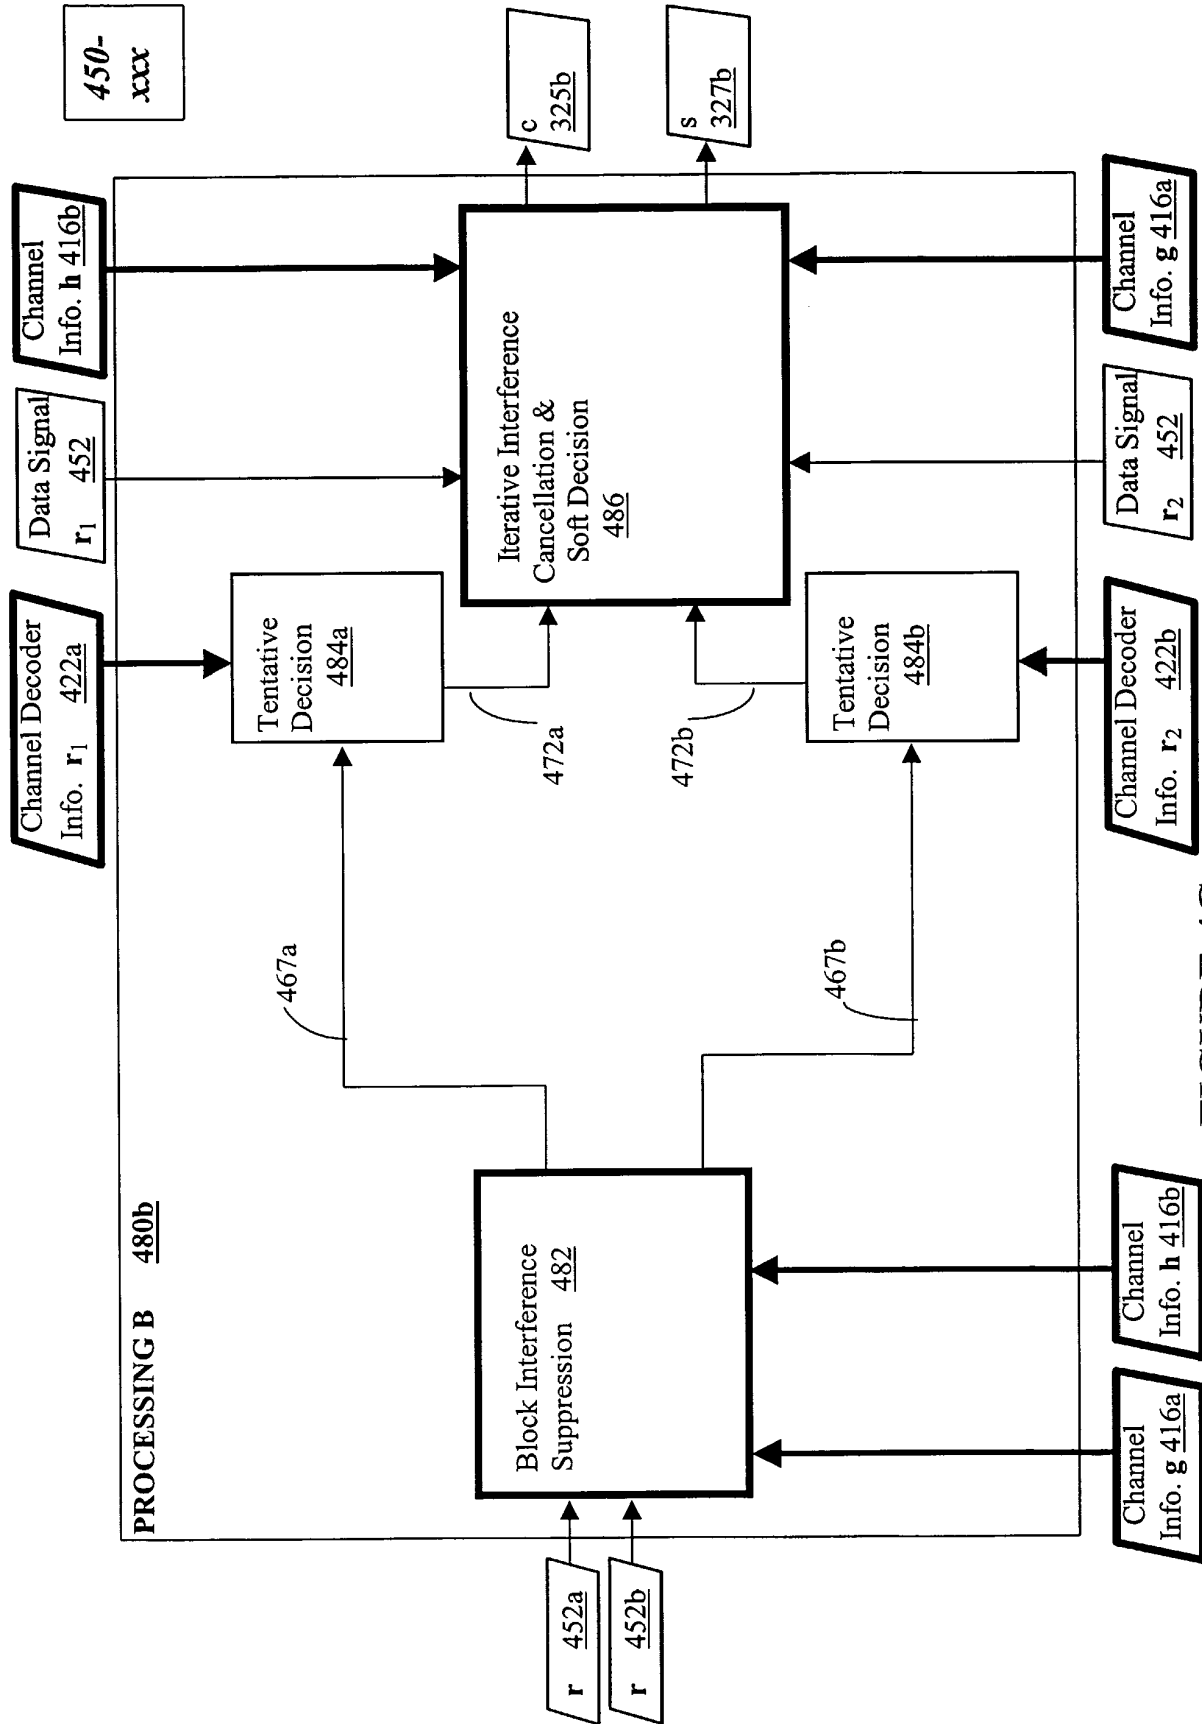 450-
xxx
PROCESSING B 480b
Channel Decoder
Info. r1 422a
Data Signal
r1 452
Channel
Info. h 416b
r 452a
r 452b
Block Interference
Suppression 482
467a
467b
Tentative
Decision
484a
472a
472b
Tentative
Decision
484b
Iterative Interference
Cancellation &
Soft Decision
486
c
325b
s
327b
Channel
Info. g 416a
Channel
Info. h 416b
Channel Decoder
Info. r2 422b
Data Signal
r2 452
Channel
Info. g 416a